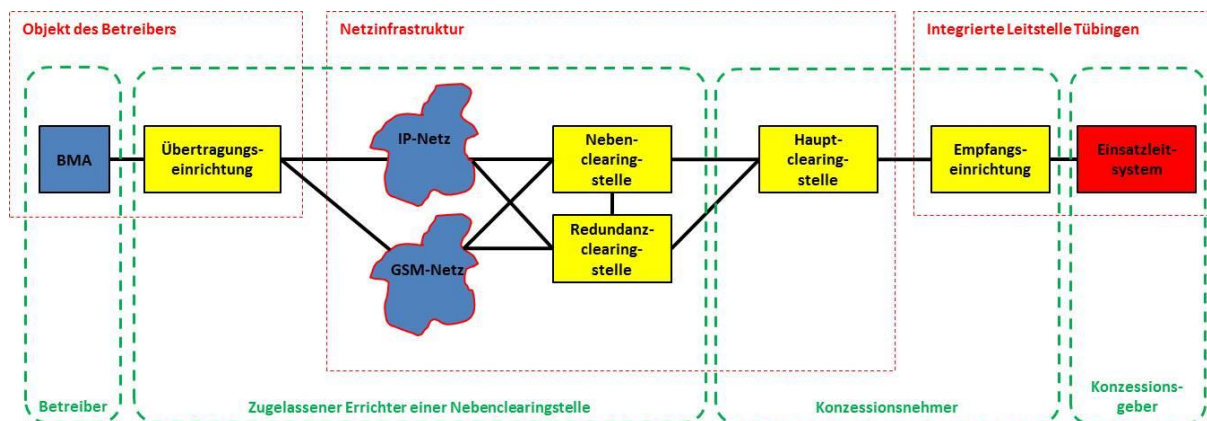 Objekt des Betreibers
Netzinfrastruktur
Integrierte Leitstelle Tübingen
BMA
Übertragungs-
einrichtung
IP-Netz
GSM-Netz
Neben-
clearing-
stelle
Redundanz-
clearing-
stelle
Haupt-
clearing-
stelle
Empfangs-
einrichtung
Einsatzleit-
system
Betreiber
Zugelassener Errichter einer Nebenclearingstelle
Konzessionsnehmer
Konzessions-
geber